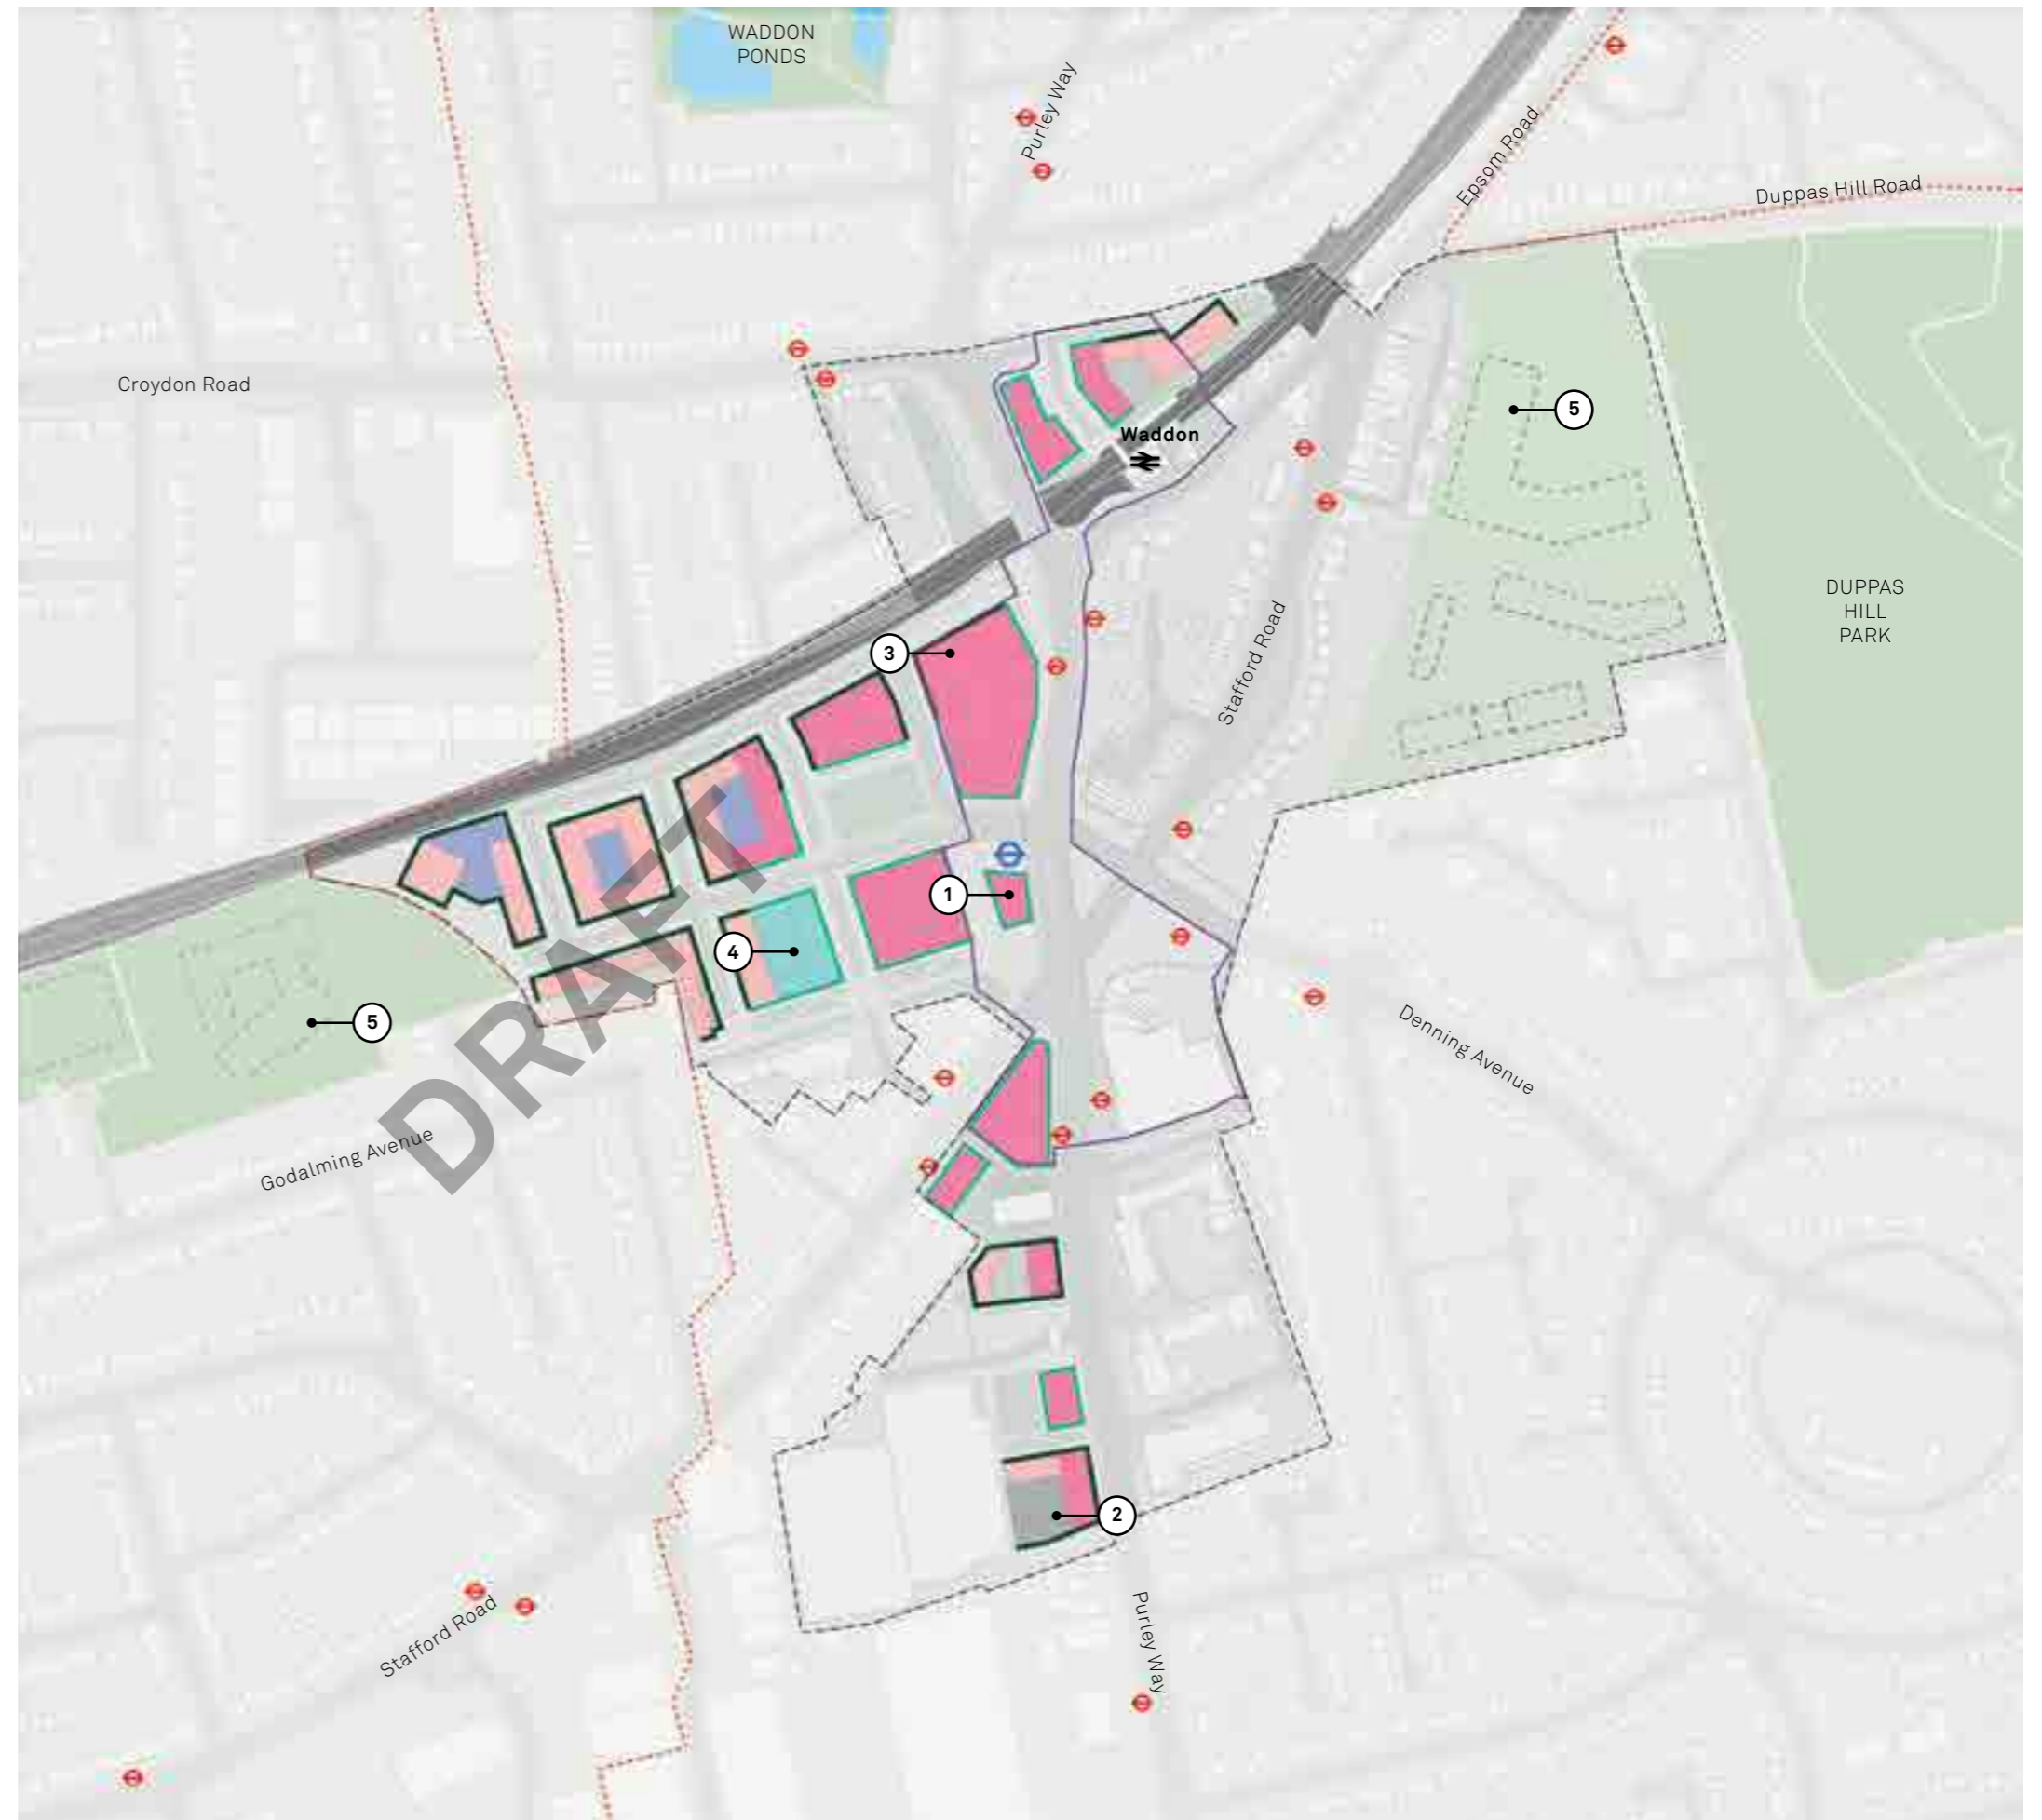 WADDON
PONDS
Purley Way
Epsom Road
Duppas Hill Road
Croydon Road
5
Waddon
DUPPAS
HILL
PARK
3
Stafford Road
1
4
5
DRAFT
Denning Avenue
Godalming Avenue
2
Stafford Road
Purley Way